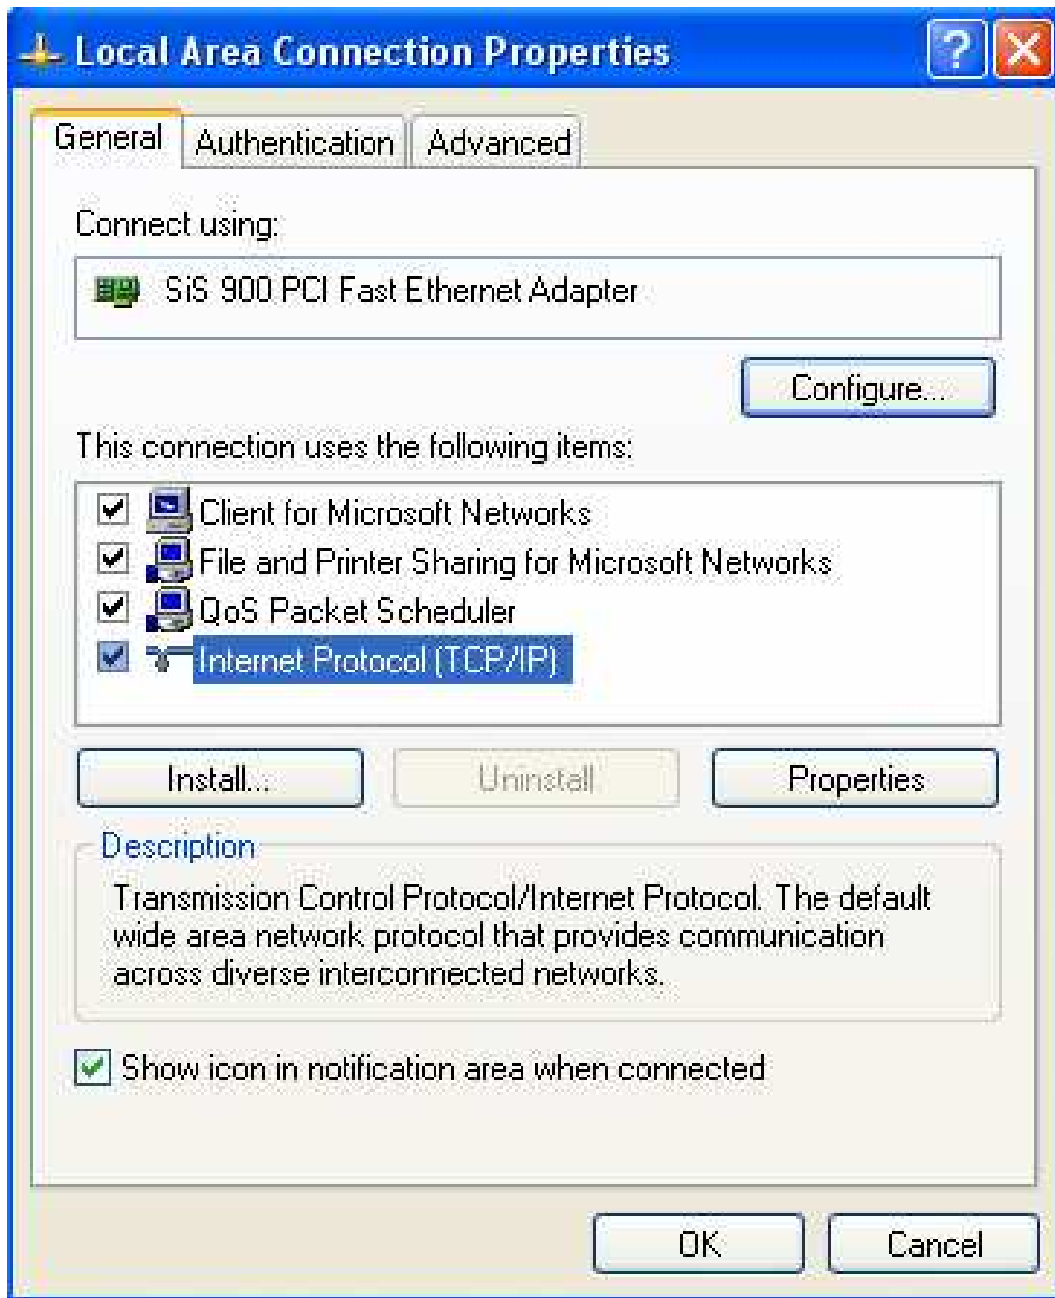 Local Area Connection Properties
General
Authentication
Advanced
Connect using:
SiS 900 PCI Fast Ethernet Adapter
Configure...
This connection uses the following items:
Client for Microsoft Networks
File and Printer Sharing for Microsoft Networks
QoS Packet Scheduler
Internet Protocol (TCP/IP)
Install...
Uninstall
Properties
Description
Transmission Control Protocol/Internet Protocol. The default
wide area network protocol that provides communication
across diverse interconnected networks.
Show icon in notification area when connected
OK
Cancel